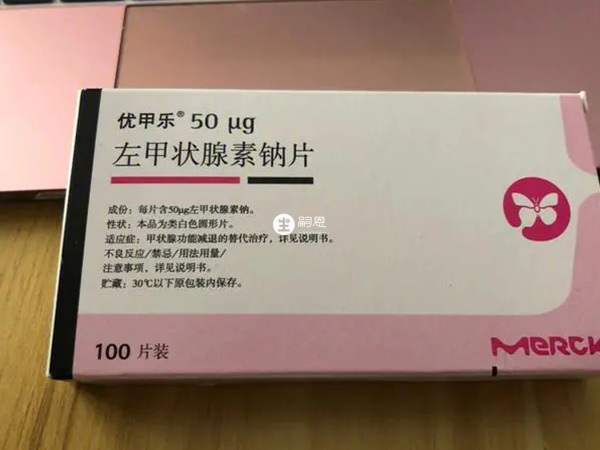 优甲乐® 50 μg
左甲状腺素钠片
成份：每片含50μg左甲状腺素钠。
性状：本品为类白色圆形片。
适应症：甲状腺功能减退的替代治疗，详见说明书。
不良反应/禁忌/用法用量/
注意事项，详见说明书。
贮藏：30℃以下原包装内保存。
嗣恩
100 片装
MERCK